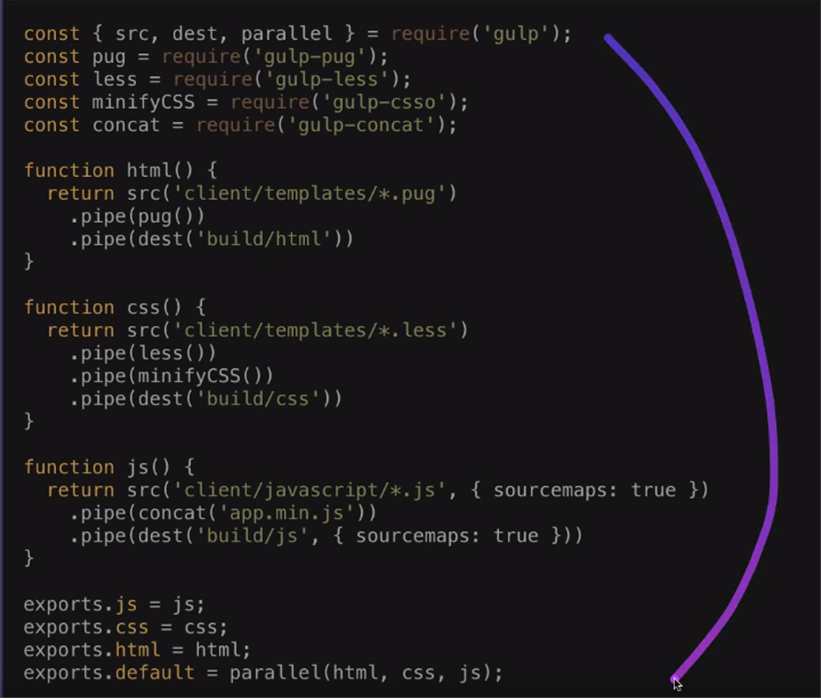 const { src, dest, parallel } = require('gulp');
const pug = require('gulp-pug');
const less = require('gulp-less');
const minifyCSS = require('gulp-csso');
const concat = require('gulp-concat');

function html() {
  return src('client/templates/*.pug')
    .pipe(pug())
    .pipe(dest('build/html'))
}

function css() {
  return src('client/templates/*.less')
    .pipe(less())
    .pipe(minifyCSS())
    .pipe(dest('build/css'))
}

function js() {
  return src('client/javascript/*.js', { sourcemaps: true })
    .pipe(concat('app.min.js'))
    .pipe(dest('build/js', { sourcemaps: true }))
}

exports.js = js;
exports.css = css;
exports.html = html;
exports.default = parallel(html, css, js);